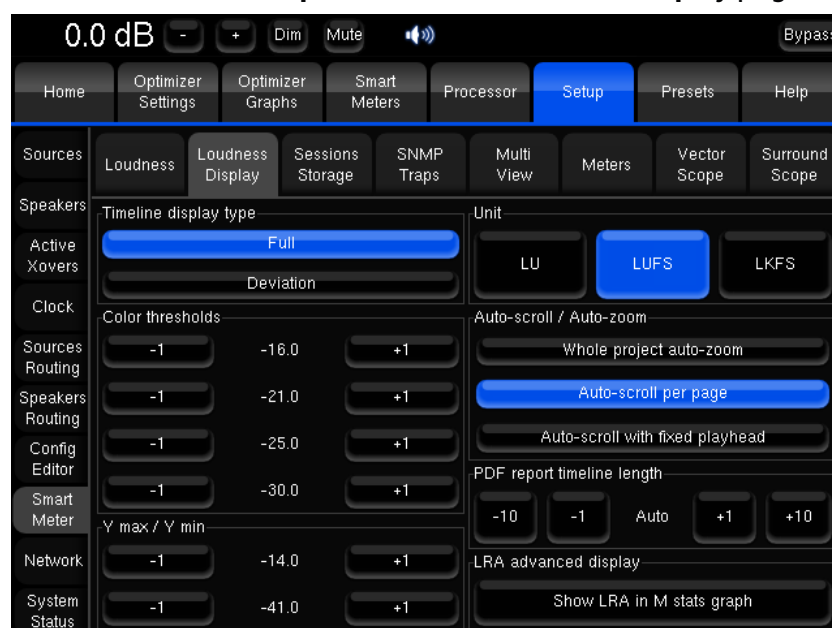 0.0 dB - + Dim Mute Bypas
Home Optimizer Settings Optimizer Graphs Smart Meters Processor Setup Presets Help
Sources
Speakers
Active
Xovers
Clock
Sources
Routing
Speakers
Routing
Config
Editor
Smart
Meter
Network
System
Status
Loudness Loudness Display Sessions Storage SNMP Traps Multi View Meters Vector Scope Surround Scope
Timeline display type
Full
Deviation
Color thresholds
-1 -16.0 +1
-1 -21.0 +1
-1 -25.0 +1
-1 -30.0 +1
Y max / Y min
-1 -14.0 +1
-1 -41.0 +1
Unit
LU LUFS LKFS
Auto-scroll / Auto-zoom
Whole project auto-zoom
Auto-scroll per page
Auto-scroll with fixed playhead
PDF report timeline length
-10 -1 Auto +1 +10
LRA advanced display
Show LRA in M stats graph